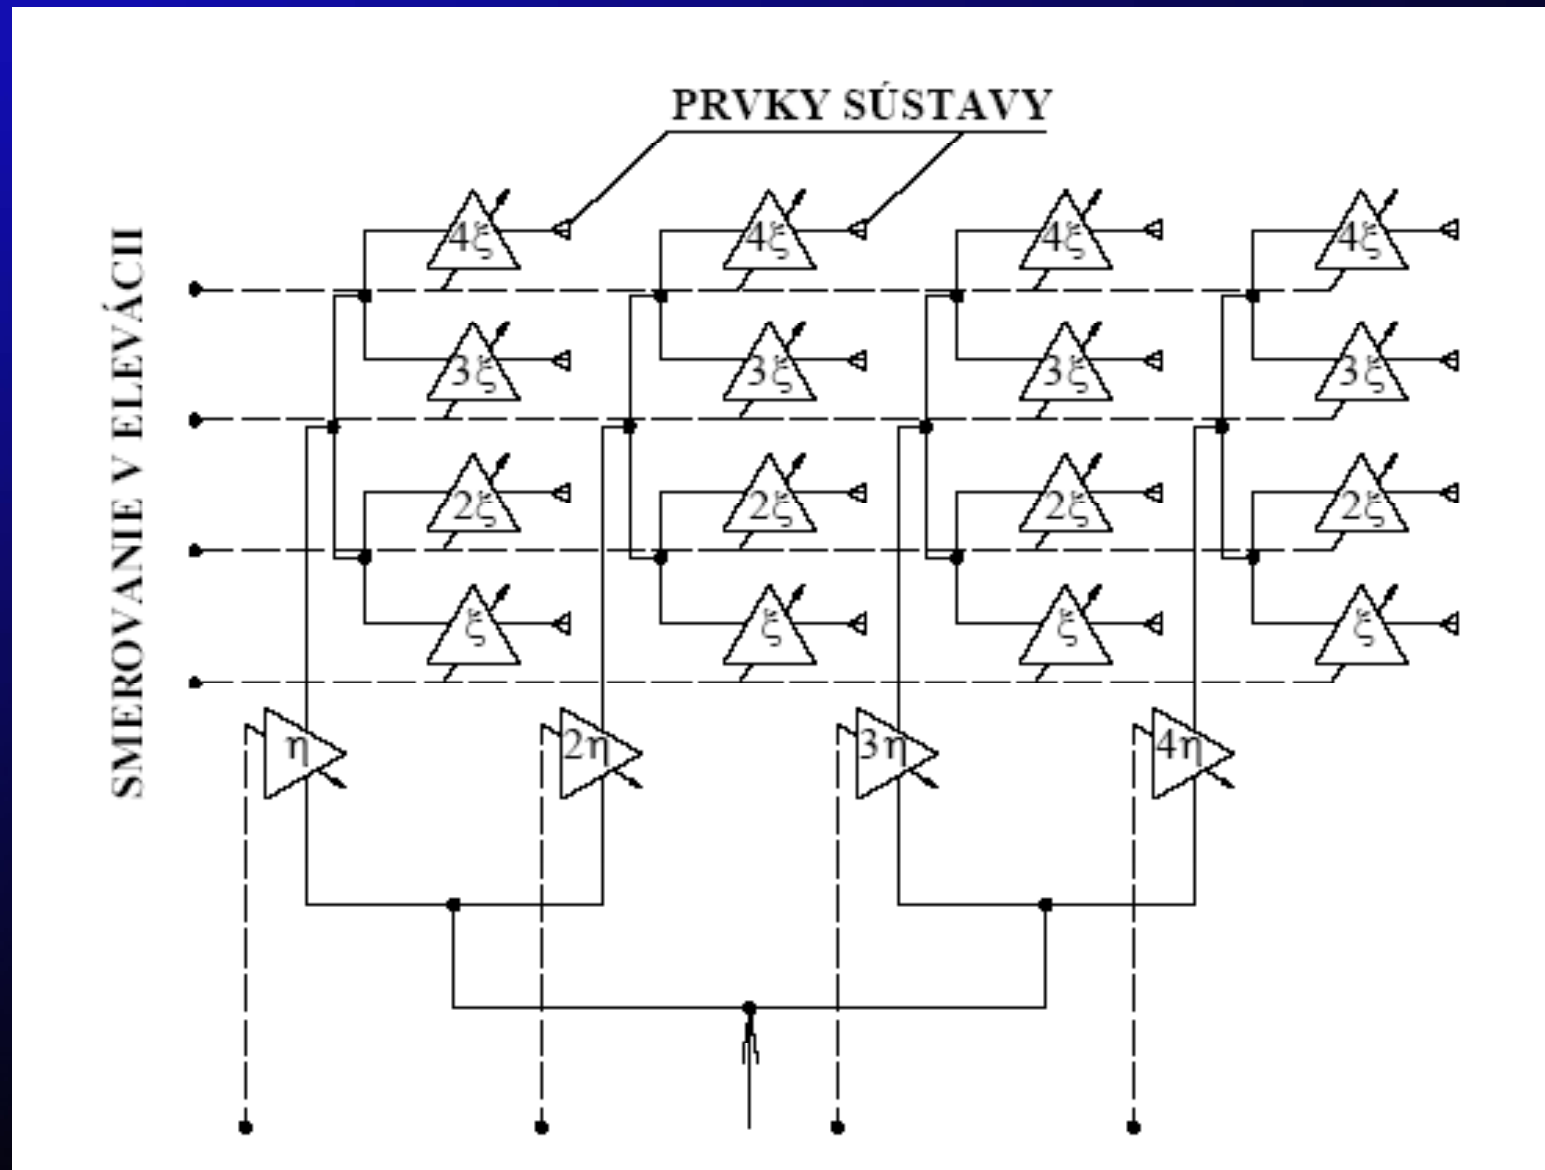 PRVKY SÚSTAVY
SMEROVANIE V ELEVÁCII
4ξ 4ξ 4ξ 4ξ
3ξ 3ξ 3ξ 3ξ
2ξ 2ξ 2ξ 2ξ
ξ ξ ξ ξ
η 2η 3η 4η